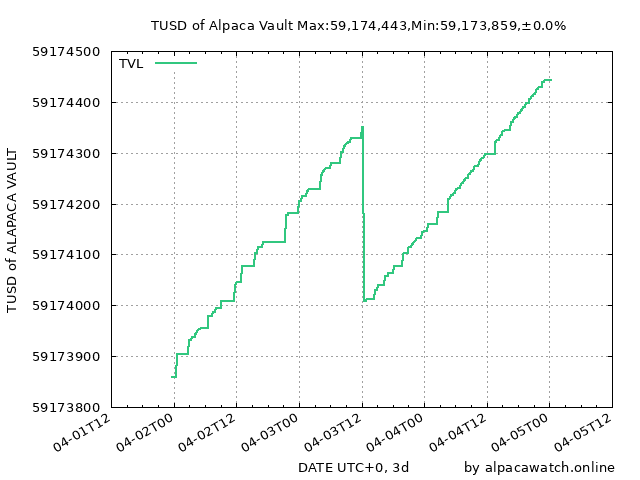 TUSD of Alpaca Vault Max:59,174,443,Min:59,173,859,±0.0%
TVL
TUSD of ALAPACA VAULT
59174500
59174400
59174300
59174200
59174100
59174000
59173900
59173800
04-01T12
04-02T00
04-02T12
04-03T00
04-03T12
04-04T00
04-04T12
04-05T00
04-05T12
DATE UTC+0, 3d
by alpacawatch.online